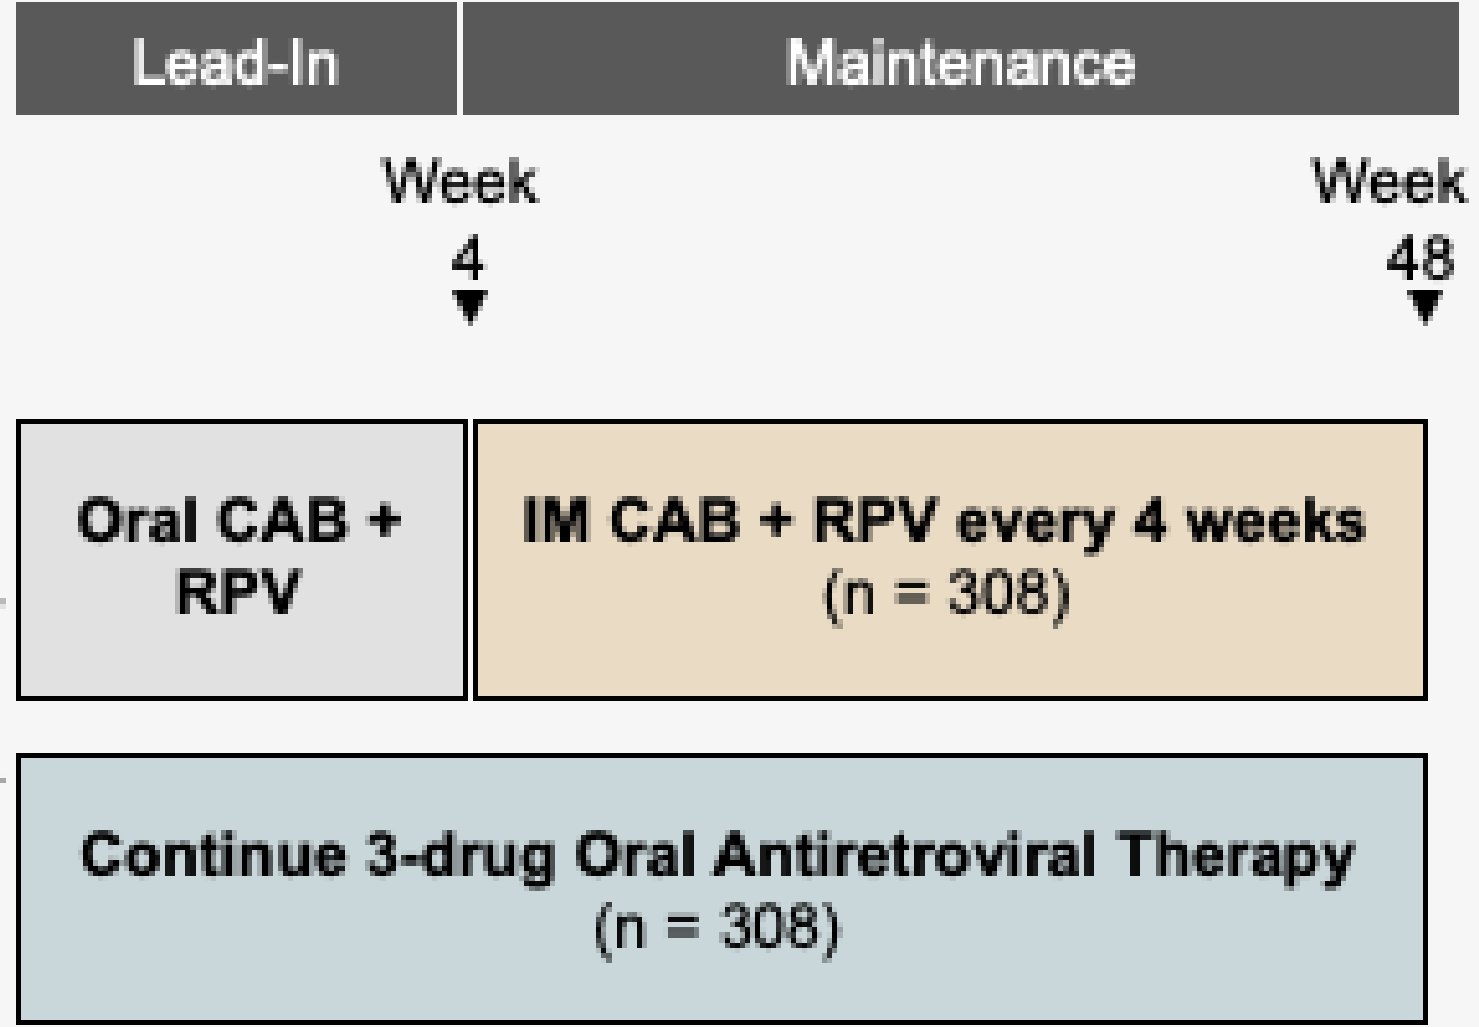 Lead-In
Maintenance
Week
4
Week
48
Oral CAB +
RPV
IM CAB + RPV every 4 weeks
(n = 308)
Continue 3-drug Oral Antiretroviral Therapy
(n = 308)